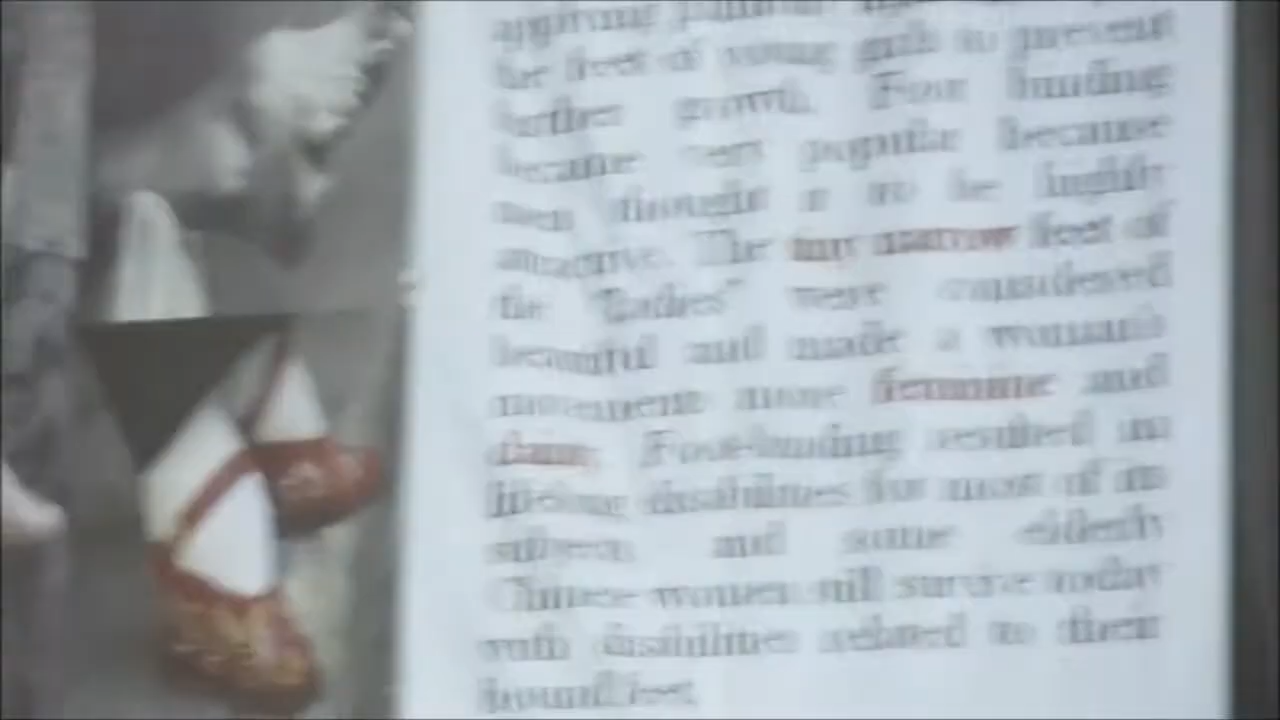 applying painful
the feet of young girls to prevent
further growth. Foot binding
became very popular because
men thought it to be highly
attractive. The tiny narrow feet of
the "ladies" were considered
beautiful and made a woman's
movements more feminine and
dainty. Foot-binding resulted in
lifelong disabilities for most of its
subjects and some elderly
Chinese women still survive today
with disabilities related to their
bound feet